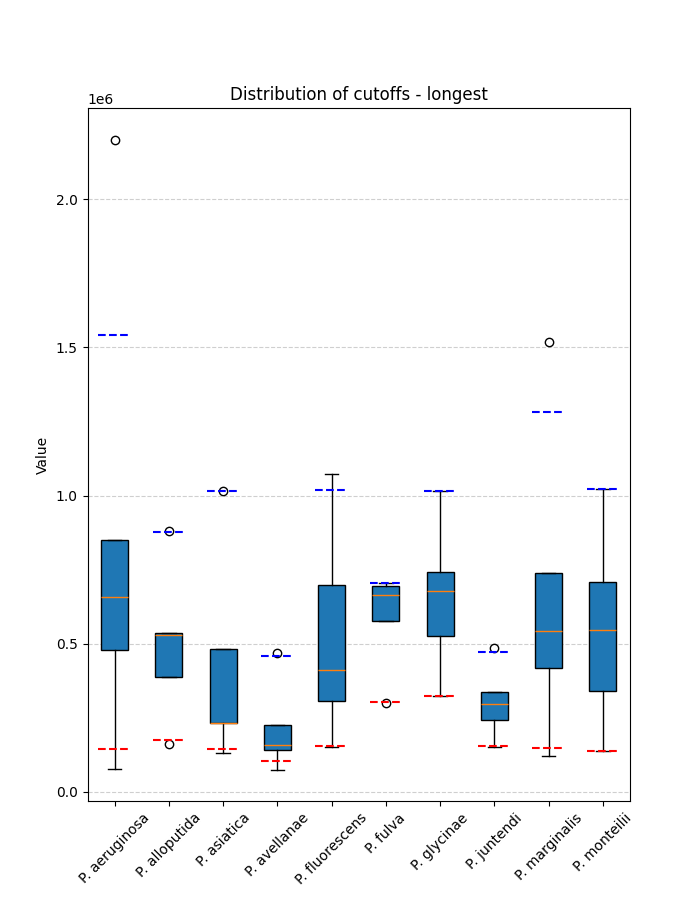 Distribution of cutoffs - longest
1e6
2.0
1.5
1.0
0.5
0.0
Value
P. aeruginosa
P. alloputida
P. asiatica
P. avellanae
P. fluorescens
P. fulva
P. glycinae
P. juntendi
P. marginalis
P. monteilii